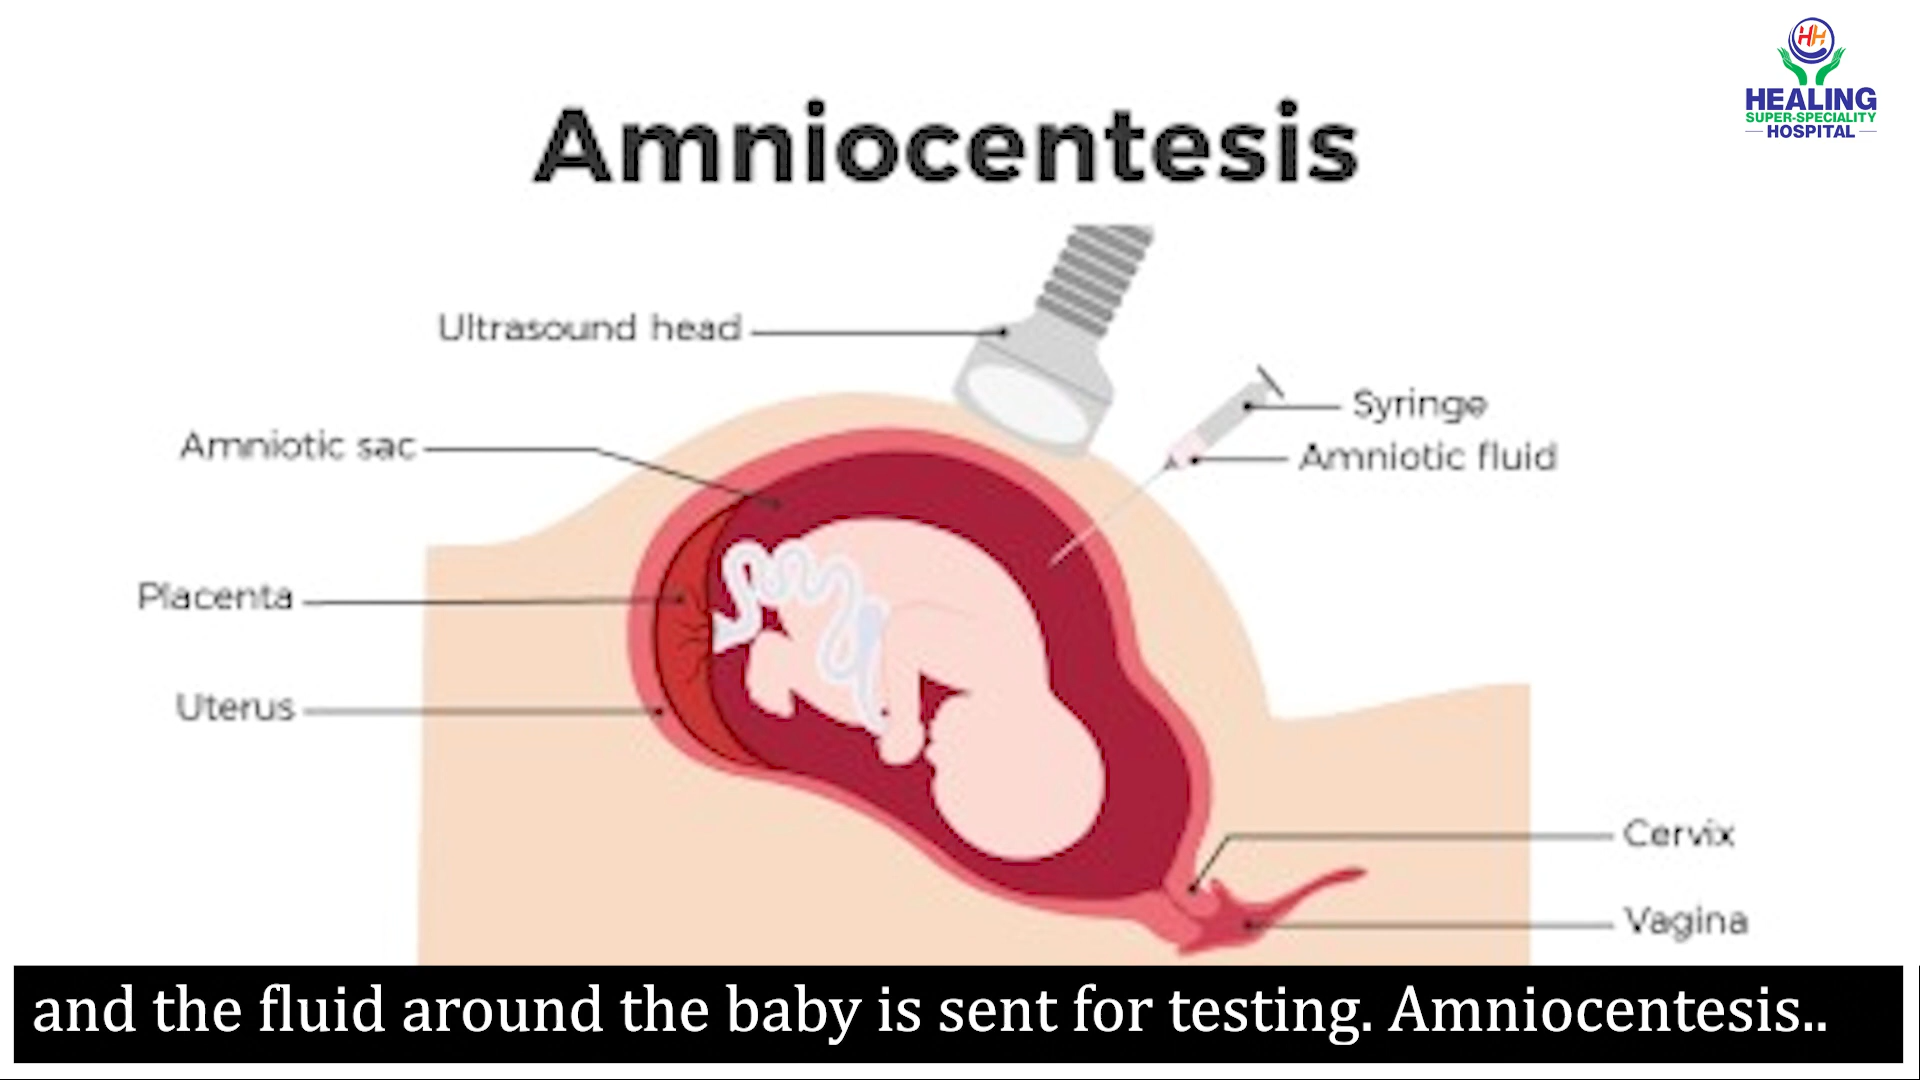 HH
HEALING
SUPER-SPECIALITY
HOSPITAL
Amniocentesis
Ultrasound head
Syringe
Amniotic sac
Amniotic fluid
Placenta
Uterus
Cervix
Vagina
and the fluid around the baby is sent for testing. Amniocentesis..